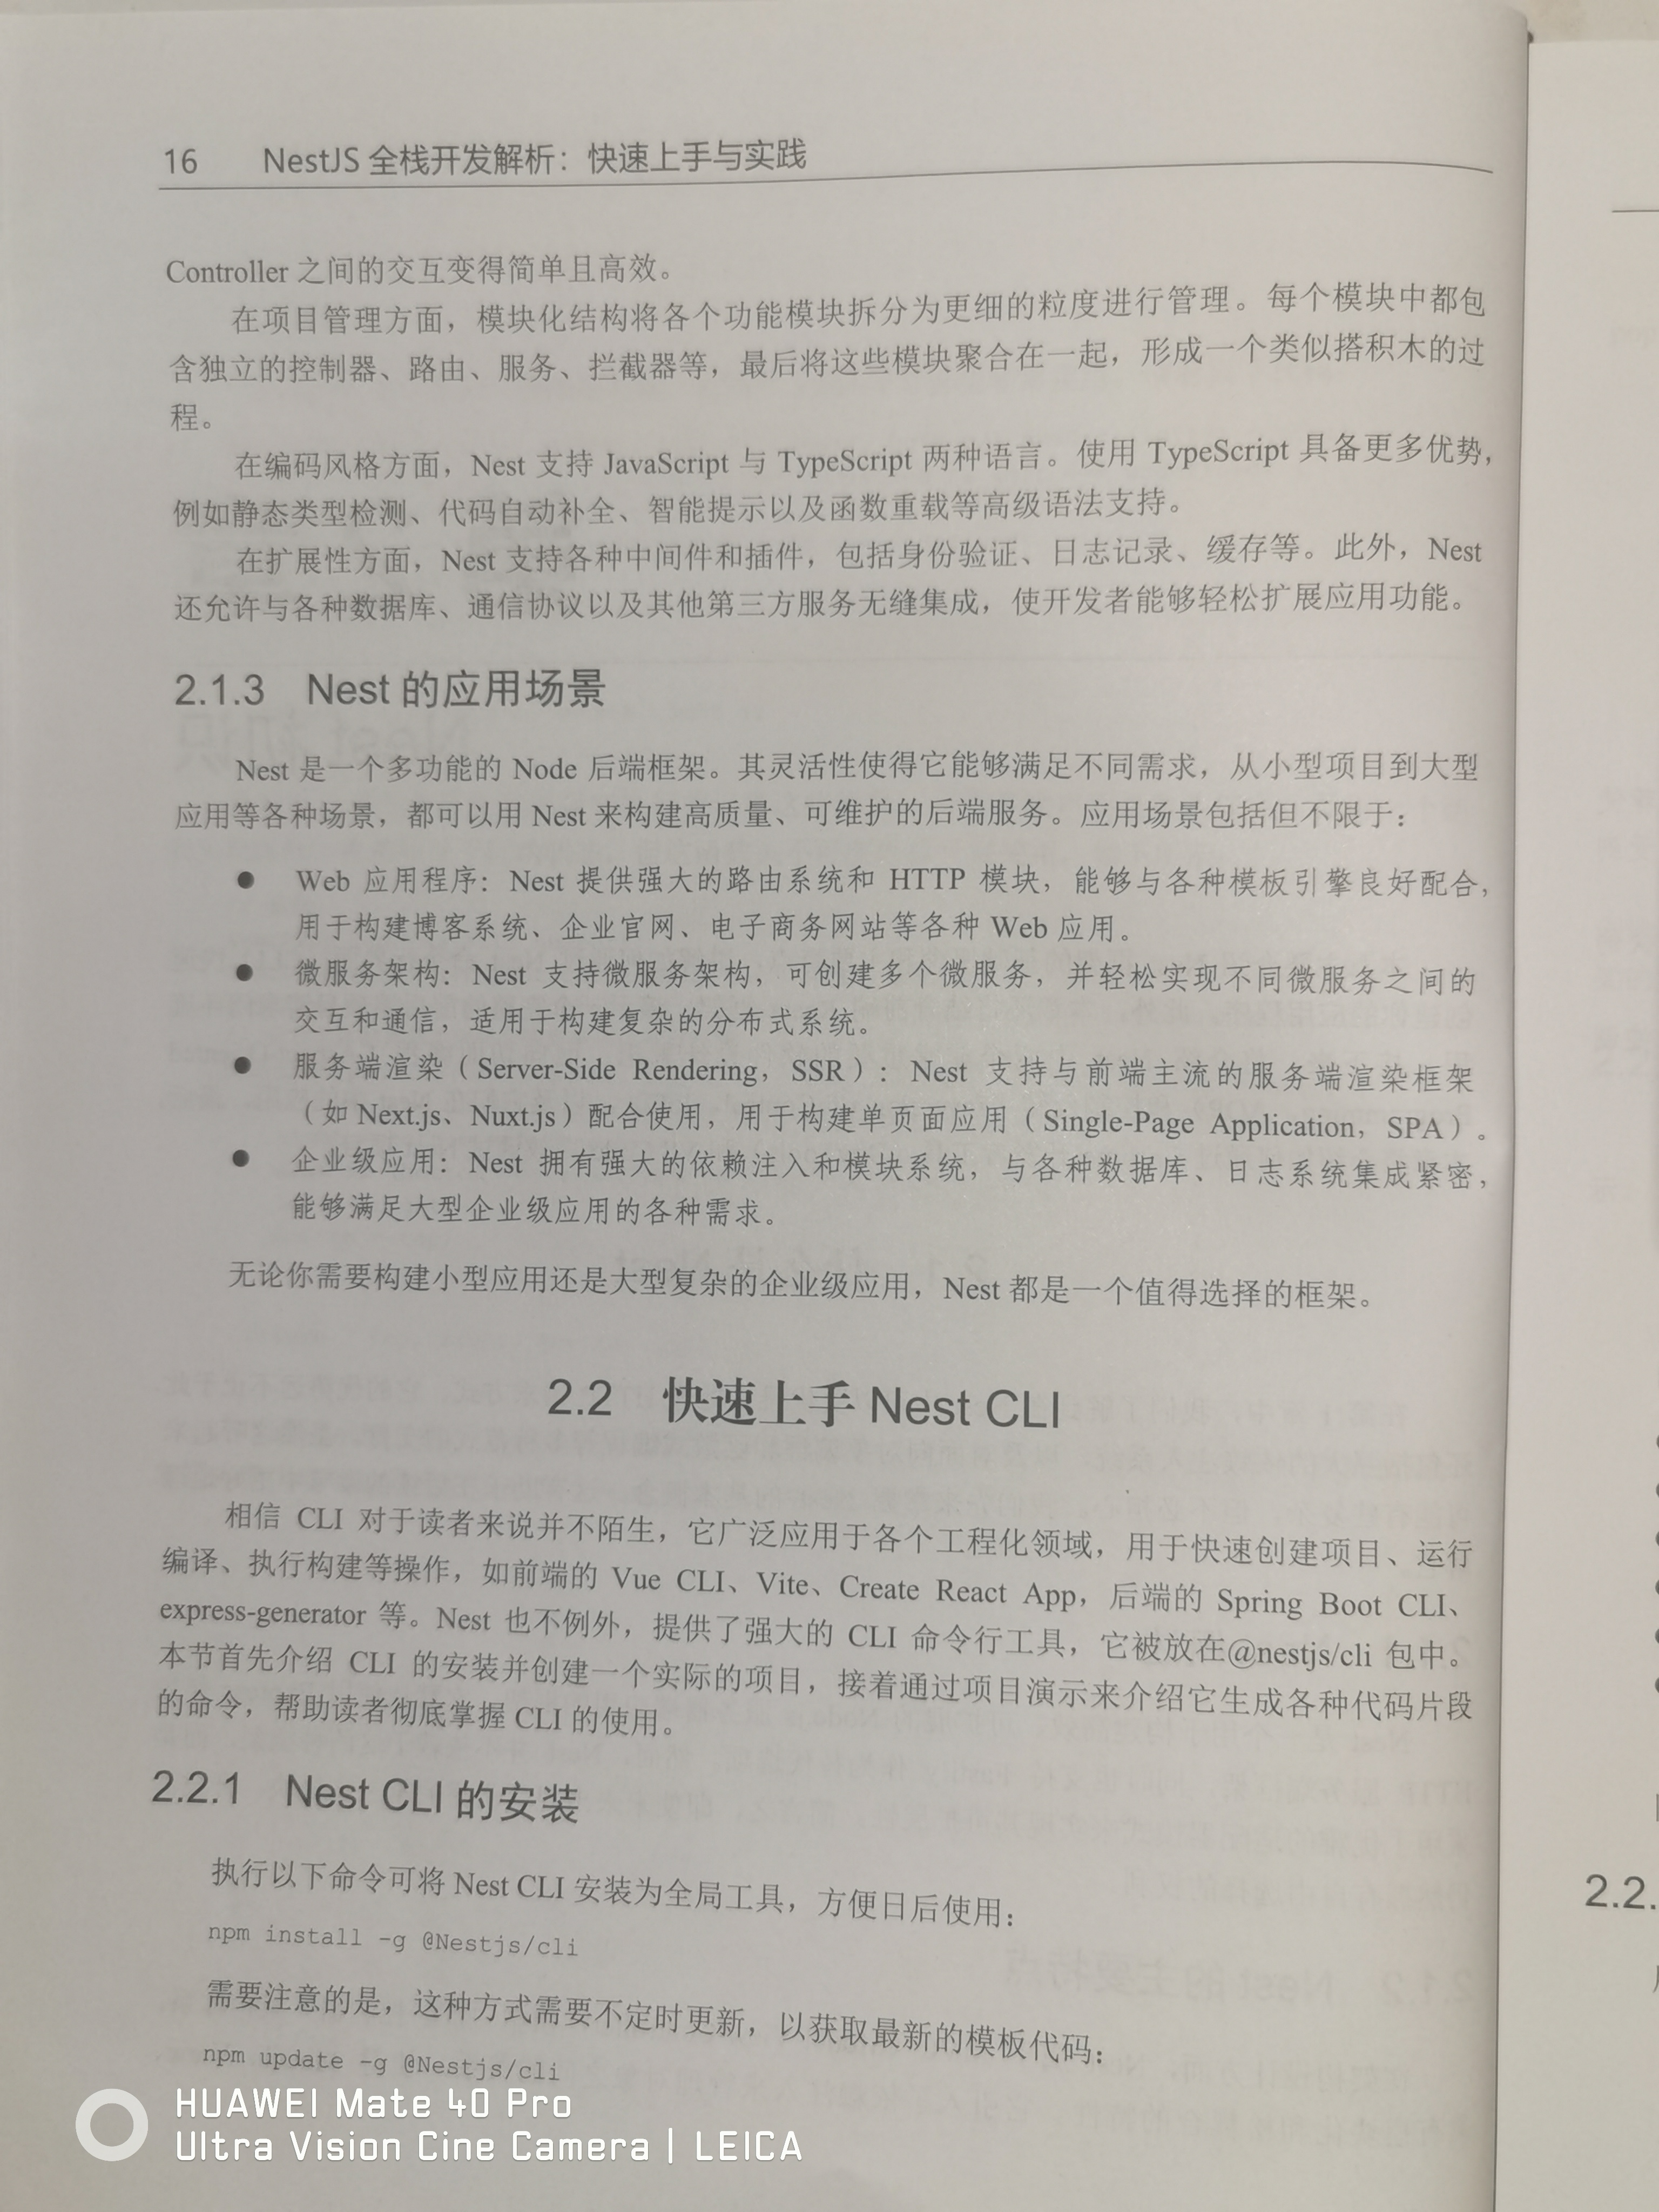 16 NestJS 全栈开发解析：快速上手与实践
Controller 之间的交互变得简单且高效。
在项目管理方面，模块化结构将各个功能模块拆分为更细的粒度进行管理。每个模块中都包
含独立的控制器、路由、服务、拦截器等，最后将这些模块聚合在一起，形成一个类似搭积木的过
程。
在编码风格方面，Nest 支持 JavaScript 与 TypeScript 两种语言。使用 TypeScript 具备更多优势，
例如静态类型检测、代码自动补全、智能提示以及函数重载等高级语法支持。
在扩展性方面，Nest 支持各种中间件和插件，包括身份验证、日志记录、缓存等。此外，Nest
还允许与各种数据库、通信协议以及其他第三方服务无缝集成，使开发者能够轻松扩展应用功能。
2.1.3 Nest 的应用场景
Nest 是一个多功能的 Node 后端框架。其灵活性使得它能够满足不同需求，从小型项目到大型
应用等各种场景，都可以用 Nest 来构建高质量、可维护的后端服务。应用场景包括但不限于：
● Web 应用程序：Nest 提供强大的路由系统和 HTTP 模块，能够与各种模板引擎良好配合，
用于构建博客系统、企业官网、电子商务网站等各种 Web 应用。
● 微服务架构：Nest 支持微服务架构，可创建多个微服务，并轻松实现不同微服务之间的
交互和通信，适用于构建复杂的分布式系统。
● 服务端渲染（Server-Side Rendering，SSR）：Nest 支持与前端主流的服务端渲染框架
（如 Next.js、Nuxt.js）配合使用，用于构建单页面应用（Single-Page Application，SPA）。
● 企业级应用：Nest 拥有强大的依赖注入和模块系统，与各种数据库、日志系统集成紧密，
能够满足大型企业级应用的各种需求。
无论你需要构建小型应用还是大型复杂的企业级应用，Nest 都是一个值得选择的框架。
2.2 快速上手 Nest CLI
相信 CLI 对于读者来说并不陌生，它广泛应用于各个工程化领域，用于快速创建项目、运行
编译、执行构建等操作，如前端的 Vue CLI、Vite、Create React App，后端的 Spring Boot CLI、
express-generator 等。Nest 也不例外，提供了强大的 CLI 命令行工具，它被放在@nestjs/cli 包中。
本节首先介绍 CLI 的安装并创建一个实际的项目，接着通过项目演示来介绍它生成各种代码片段
的命令，帮助读者彻底掌握 CLI 的使用。
2.2.1 Nest CLI 的安装
执行以下命令可将 Nest CLI 安装为全局工具，方便日后使用：
npm install -g @Nestjs/cli
需要注意的是，这种方式需要不定时更新，以获取最新的模板代码：
npm update -g @Nestjs/cli
HUAWEI Mate 40 Pro
Ultra Vision Cine Camera | LEICA
2.2.